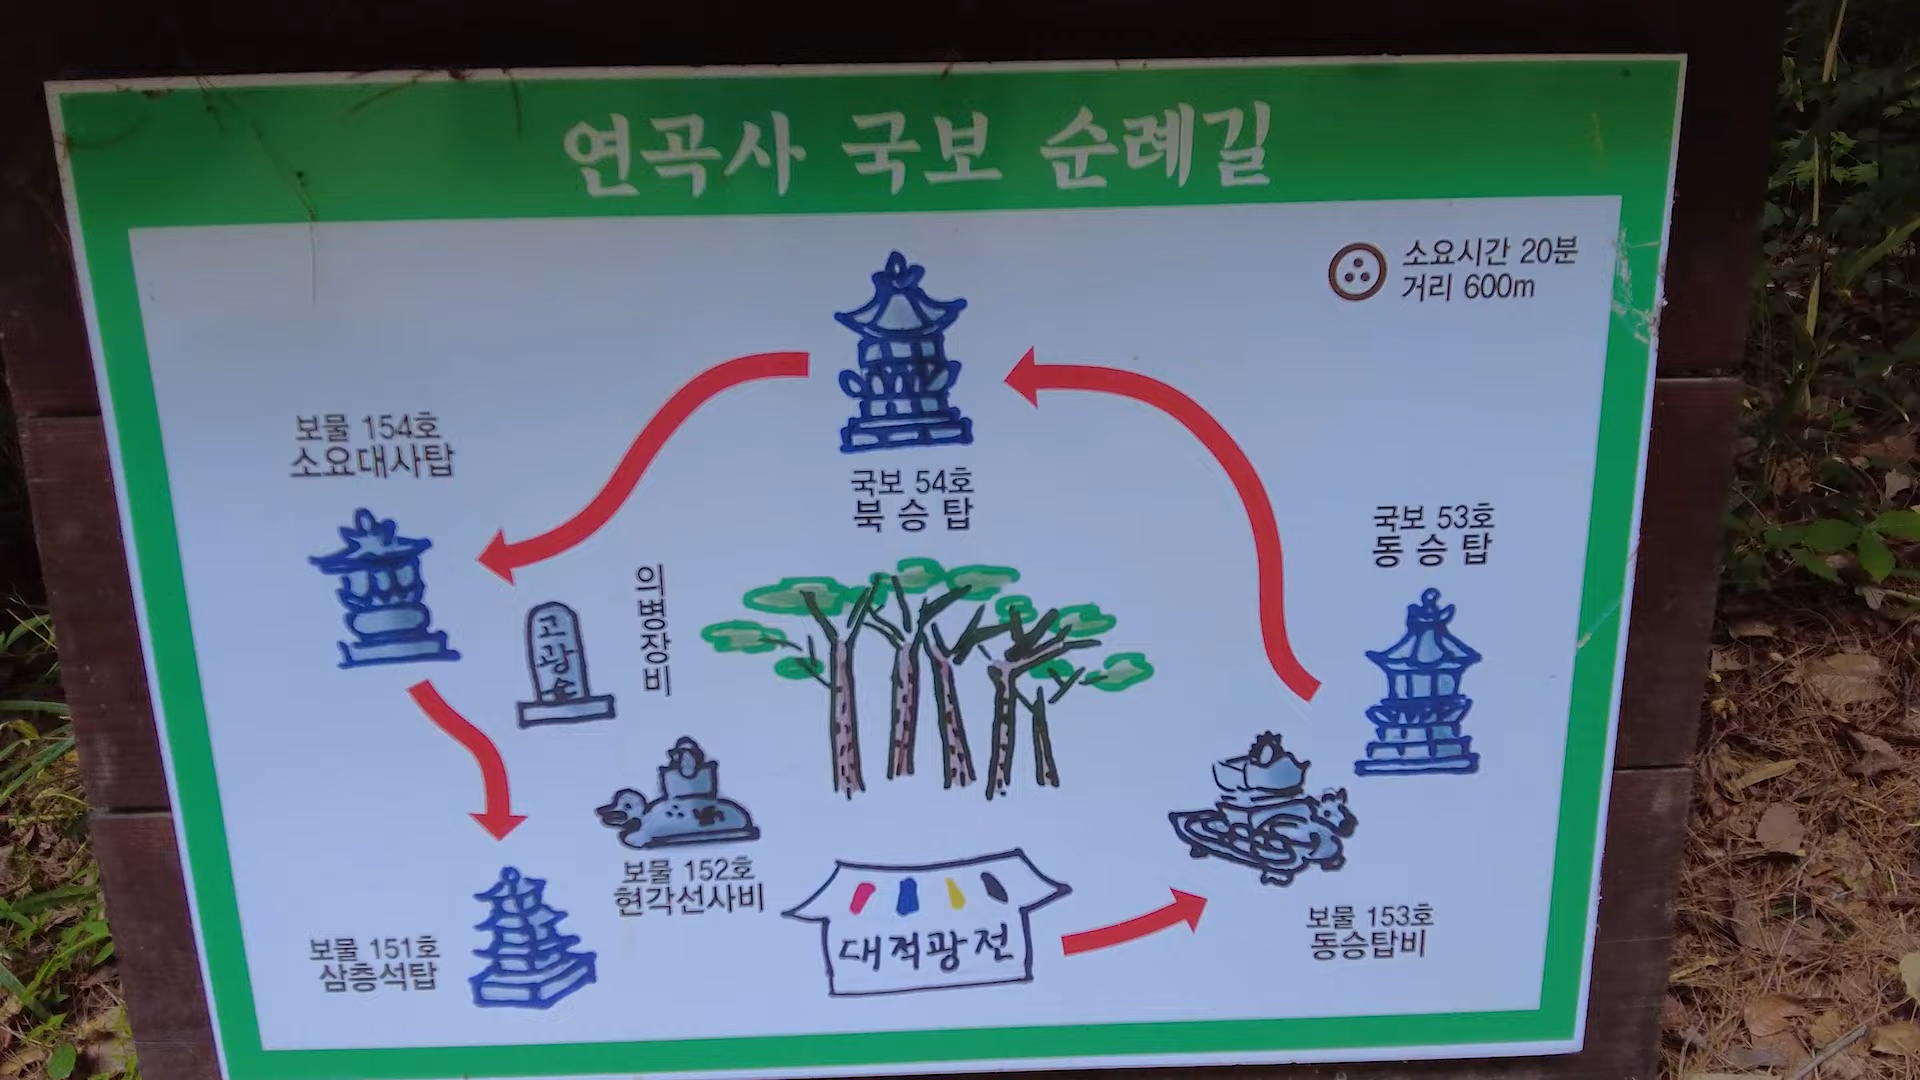 연곡사 국보 순례길
소요시간 20분
거리 600m
국보 54호
북승탑
보물 154호
소요대사탑
국보 53호
동승탑
의병장비
고광순
보물 152호
현각선사비
대적광전
보물 153호
동승탑비
보물 151호
삼층석탑